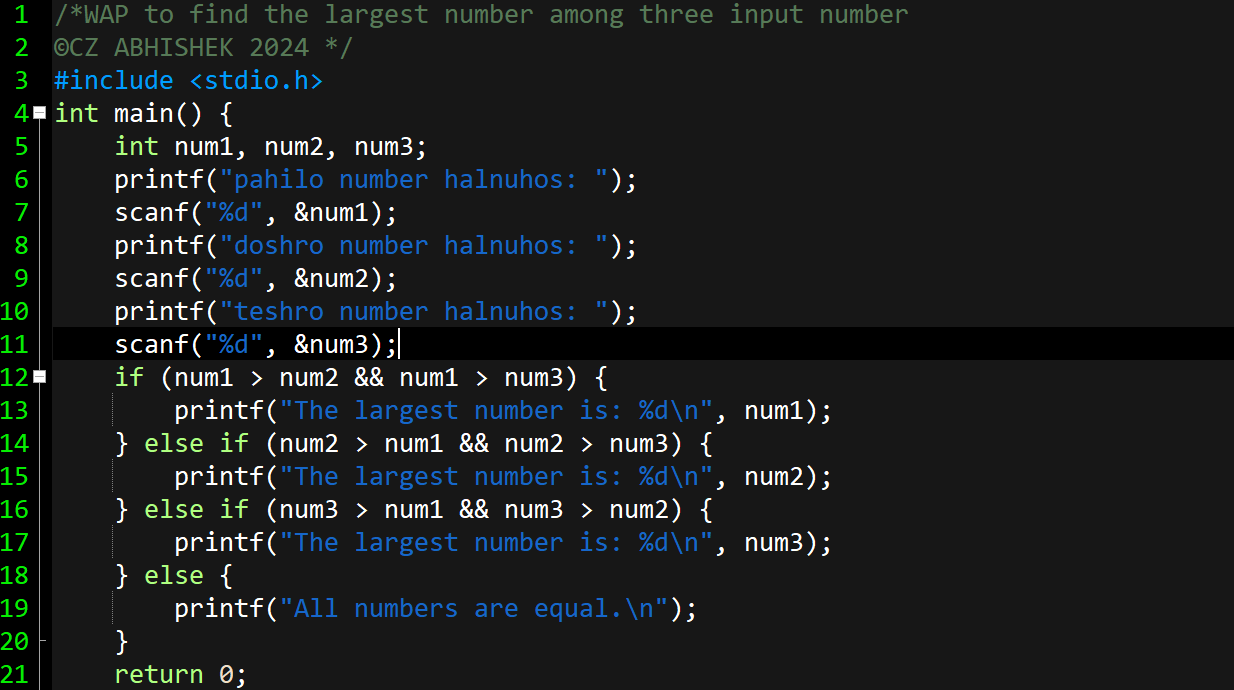 1 /*WAP to find the largest number among three input number
2 ©CZ ABHISHEK 2024 */
3 #include <stdio.h>
4 int main() {
5     int num1, num2, num3;
6     printf("pahilo number halnuhos: ");
7     scanf("%d", &num1);
8     printf("doshro number halnuhos: ");
9     scanf("%d", &num2);
10     printf("teshro number halnuhos: ");
11     scanf("%d", &num3);
12     if (num1 > num2 && num1 > num3) {
13         printf("The largest number is: %d\n", num1);
14     } else if (num2 > num1 && num2 > num3) {
15         printf("The largest number is: %d\n", num2);
16     } else if (num3 > num1 && num3 > num2) {
17         printf("The largest number is: %d\n", num3);
18     } else {
19         printf("All numbers are equal.\n");
20     }
21     return 0;